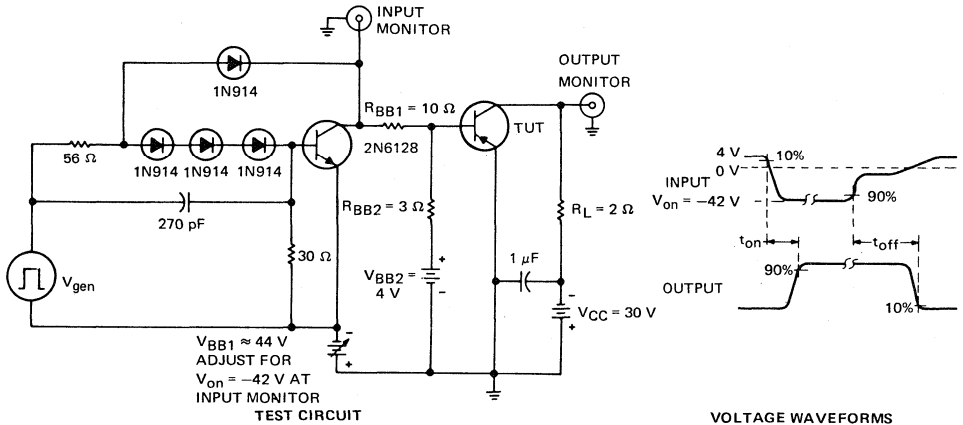 INPUT
MONITOR
OUTPUT
MONITOR
1N914
R_BB1 = 10 Ω
2N6128
TUT
56 Ω
1N914 1N914 1N914
270 pF
30 Ω
R_BB2 = 3 Ω
V_BB2 =
4 V
+
-
1 μF
R_L = 2 Ω
-
V_CC = 30 V
+
V_gen
-
+
V_BB1 ≈ 44 V
ADJUST FOR
V_on = -42 V AT
INPUT MONITOR
TEST CIRCUIT
4 V
10%
0 V
INPUT
V_on = -42 V
90%
t_on
t_off
90%
OUTPUT
10%
VOLTAGE WAVEFORMS